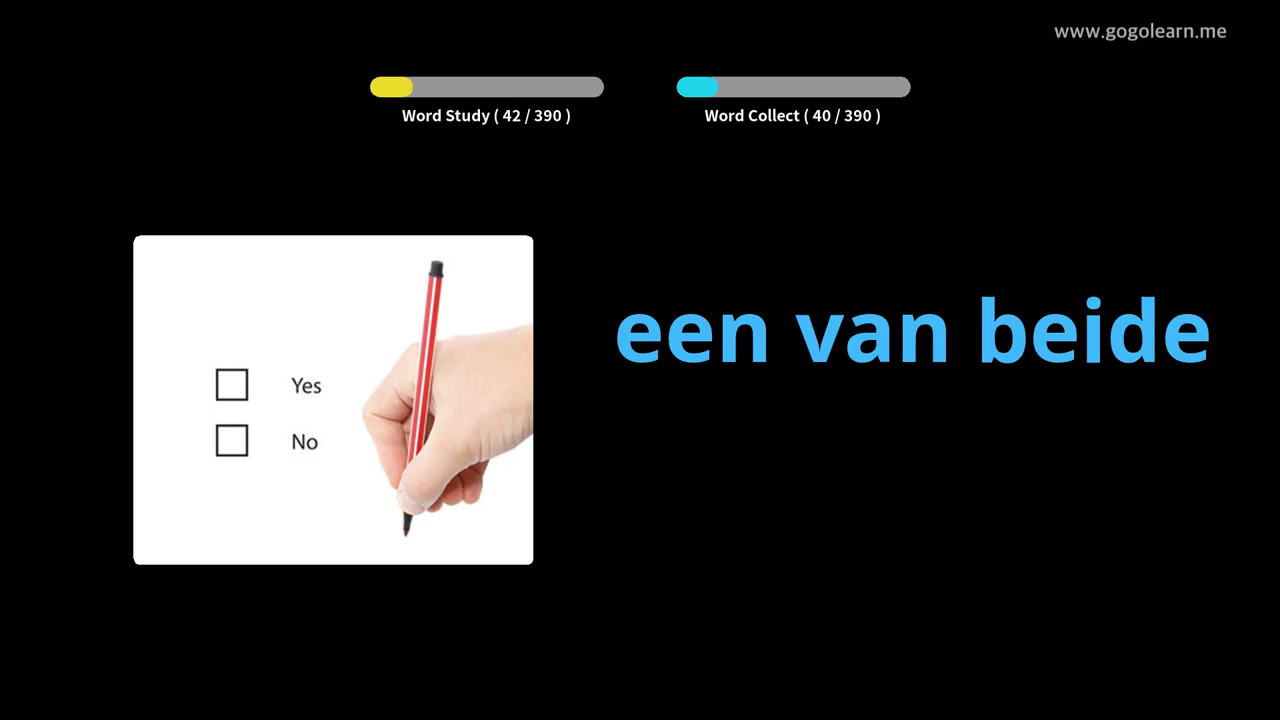 www.gogolearn.me
Word Study ( 42 / 390 )
Word Collect ( 40 / 390 )
een van beide
Yes
No